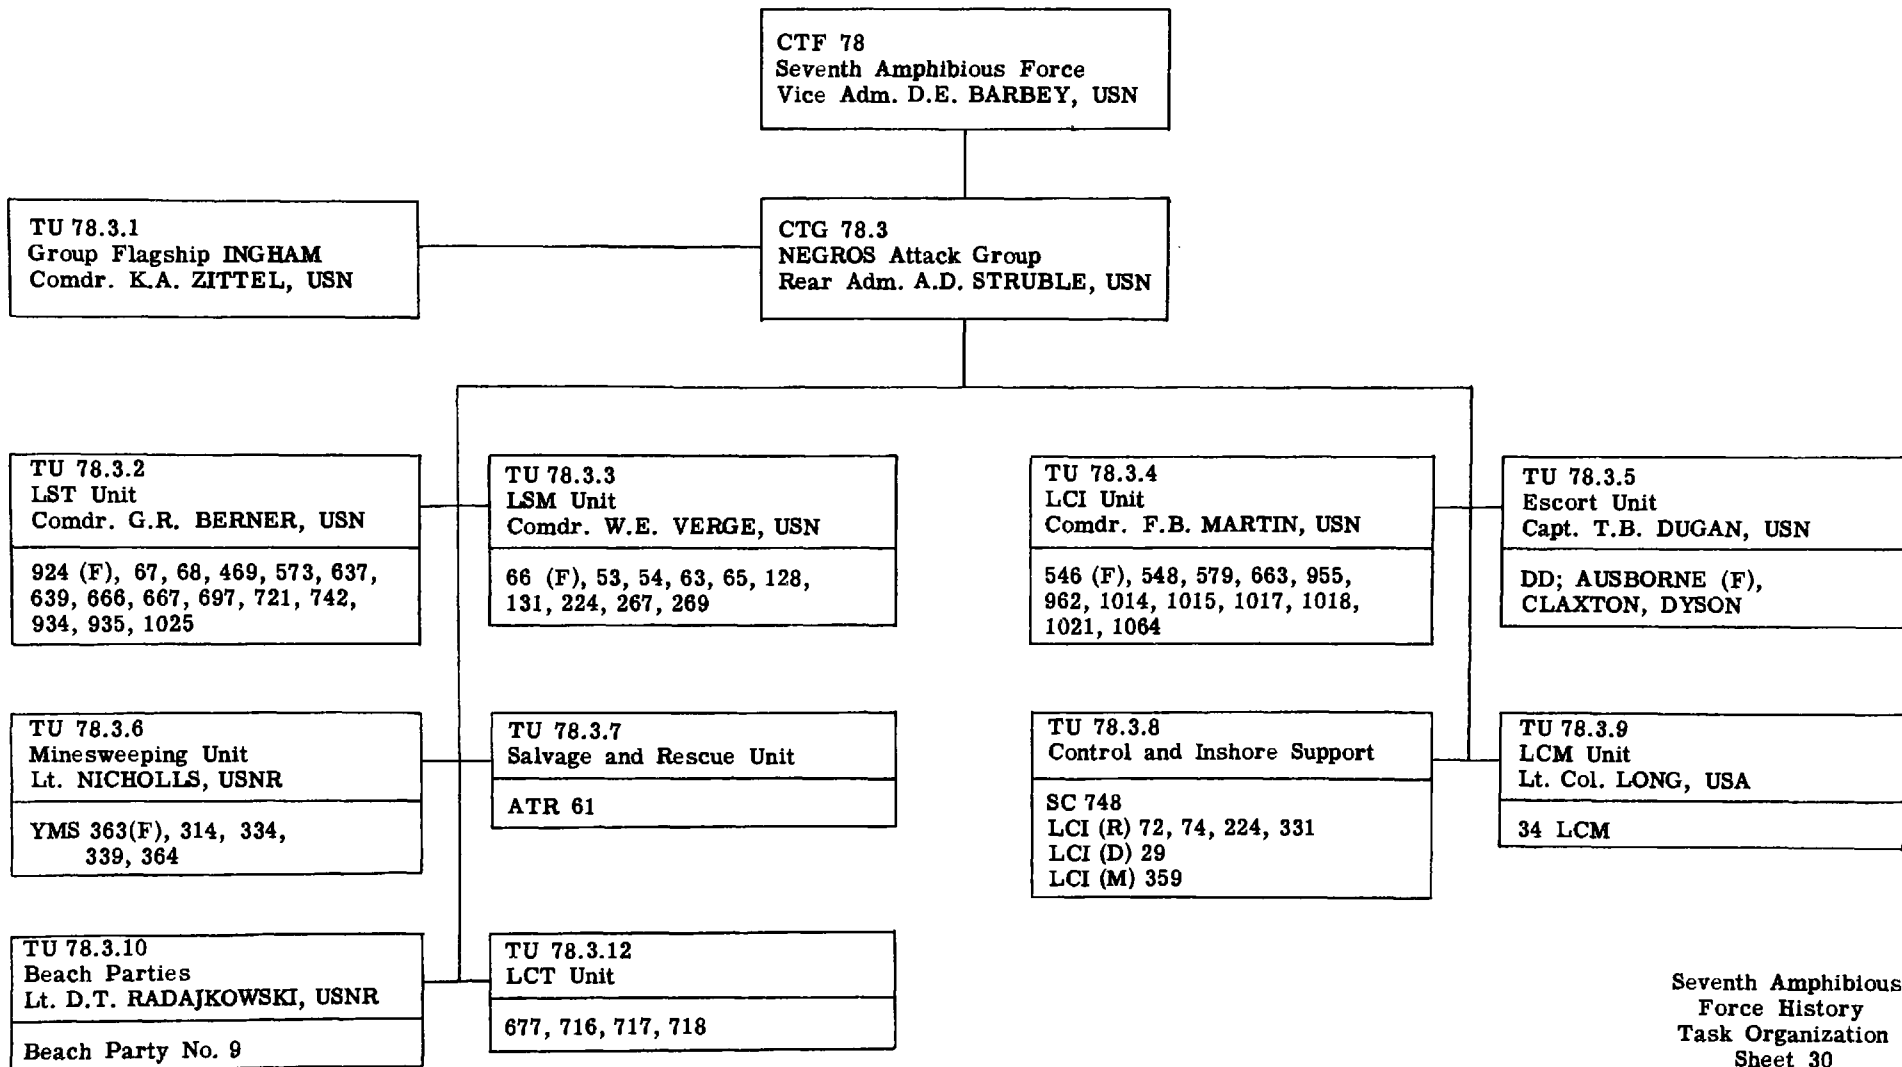 CTF 78
Seventh Amphibious Force
Vice Adm. D.E. BARBEY, USN
TU 78.3.1
Group Flagship INGHAM
Comdr. K.A. ZITTEL, USN
CTG 78.3
NEGROS Attack Group
Rear Adm. A.D. STRUBLE, USN
TU 78.3.2
LST Unit
Comdr. G.R. BERNER, USN
924 (F), 67, 68, 469, 573, 637,
639, 666, 667, 697, 721, 742,
934, 935, 1025
TU 78.3.3
LSM Unit
Comdr. W.E. VERGE, USN
66 (F), 53, 54, 63, 65, 128,
131, 224, 267, 269
TU 78.3.4
LCI Unit
Comdr. F.B. MARTIN, USN
546 (F), 548, 579, 663, 955,
962, 1014, 1015, 1017, 1018,
1021, 1064
TU 78.3.5
Escort Unit
Capt. T.B. DUGAN, USN
DD; AUSBORNE (F),
CLAXTON, DYSON
TU 78.3.6
Minesweeping Unit
Lt. NICHOLLS, USNR
YMS 363(F), 314, 334,
339, 364
TU 78.3.7
Salvage and Rescue Unit
ATR 61
TU 78.3.8
Control and Inshore Support
SC 748
LCI (R) 72, 74, 224, 331
LCI (D) 29
LCI (M) 359
TU 78.3.9
LCM Unit
Lt. Col. LONG, USA
34 LCM
TU 78.3.10
Beach Parties
Lt. D.T. RADAJKOWSKI, USNR
Beach Party No. 9
TU 78.3.12
LCT Unit
677, 716, 717, 718
Seventh Amphibious
Force History
Task Organization
Sheet 30